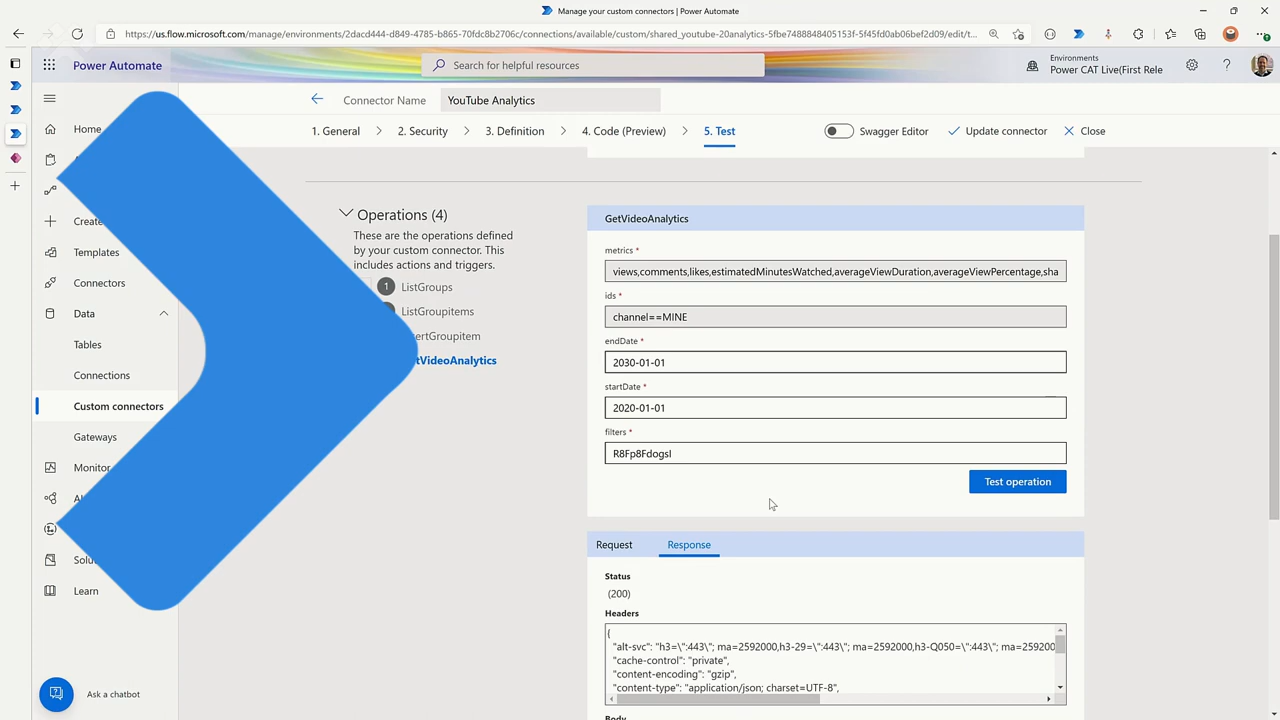 Manage your custom connectors | Power Automate
https://us.flow.microsoft.com/manage/environments/2dacd444-d849-4785-b865-70fdc8b2706c/connections/available/custom/shared_youtube-20analytics-5fbe7488848405153f-5f45fd0ab06bef2d09/edit/t...
Power Automate
Search for helpful resources
Environments
Power CAT Live(First Rele
Connector Name
YouTube Analytics
1. General
2. Security
3. Definition
4. Code (Preview)
5. Test
Swagger Editor
Update connector
Close
Home
Create
Templates
Connectors
Data
Tables
Connections
Custom connectors
Gateways
Monitor
Solu
Learn
Ask a chatbot
Operations (4)
These are the operations defined
by your custom connector. This
includes actions and triggers.
1 ListGroups
ListGroupitems
ertGroupitem
tVideoAnalytics
GetVideoAnalytics
metrics *
views,comments,likes,estimatedMinutesWatched,averageViewDuration,averageViewPercentage,sha
ids *
channel==MINE
endDate *
2030-01-01
startDate *
2020-01-01
filters *
R8Fp8FdogsI
Test operation
Request
Response
Status
(200)
Headers
{
"alt-svc": "h3=\":443\"; ma=2592000,h3-29=\":443\"; ma=2592000,h3-Q050=\":443\"; ma=2592000
"cache-control": "private",
"content-encoding": "gzip",
"content-type": "application/json; charset=UTF-8",
Body